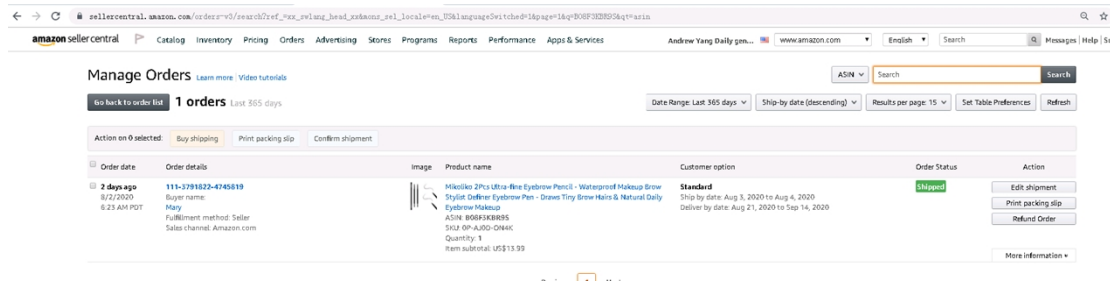 sellercentral.amazon.com/orders-v3/search?ref_=xx_swlang_head_xx&mons_sel_locale=en_US&languageSwitched=1&page=1&q=B08F3KBR95&qt=asin
amazon seller central Catalog Inventory Pricing Orders Advertising Stores Programs Reports Performance Apps & Services Andrew Yang Daily gen... www.amazon.com English Search Messages | Help |
Manage Orders Learn more | Video tutorials ASIN Search Search
Go back to order list 1 orders Last 365 days Date Range: Last 365 days Ship-by date (descending) Results per page: 15 Set Table Preferences Refresh
Action on 0 selected: Buy shipping Print packing slip Confirm shipment
Order date Order details Image Product name Customer option Order Status Action
2 days ago 111-3791822-4745819 Mikoliko 2Pcs Ultra-fine Eyebrow Pencil - Waterproof Makeup Brow Standard Shipped Edit shipment
8/2/2020 Buyer name: Stylist Definer Eyebrow Pen - Draws Tiny Brow Hairs & Natural Daily Ship by date: Aug 3, 2020 to Aug 4, 2020
6:23 AM PDT Mary Eyebrow Makeup Deliver by date: Aug 21, 2020 to Sep 14, 2020 Print packing slip
Fulfillment method: Seller ASIN: B08F3KBR95 Refund Order
Sales channel: Amazon.com SKU: 0P-AJ0D-ON4K
Quantity: 1
Item subtotal: US$13.99
More information
1